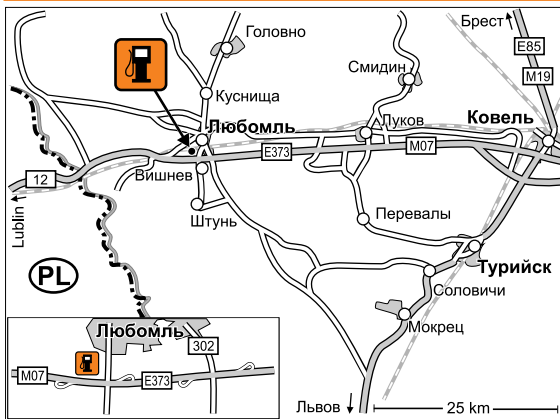 Головно
Брест
E85
M19
Смидин
Кусница
Любомль
Луков
Ковель
E373
M07
Вишнев
12
Lublin
Штунь
Перевалы
PL
Турийск
Соловичи
Мокрец
Любомль
302
M07
E373
Львов
25 km